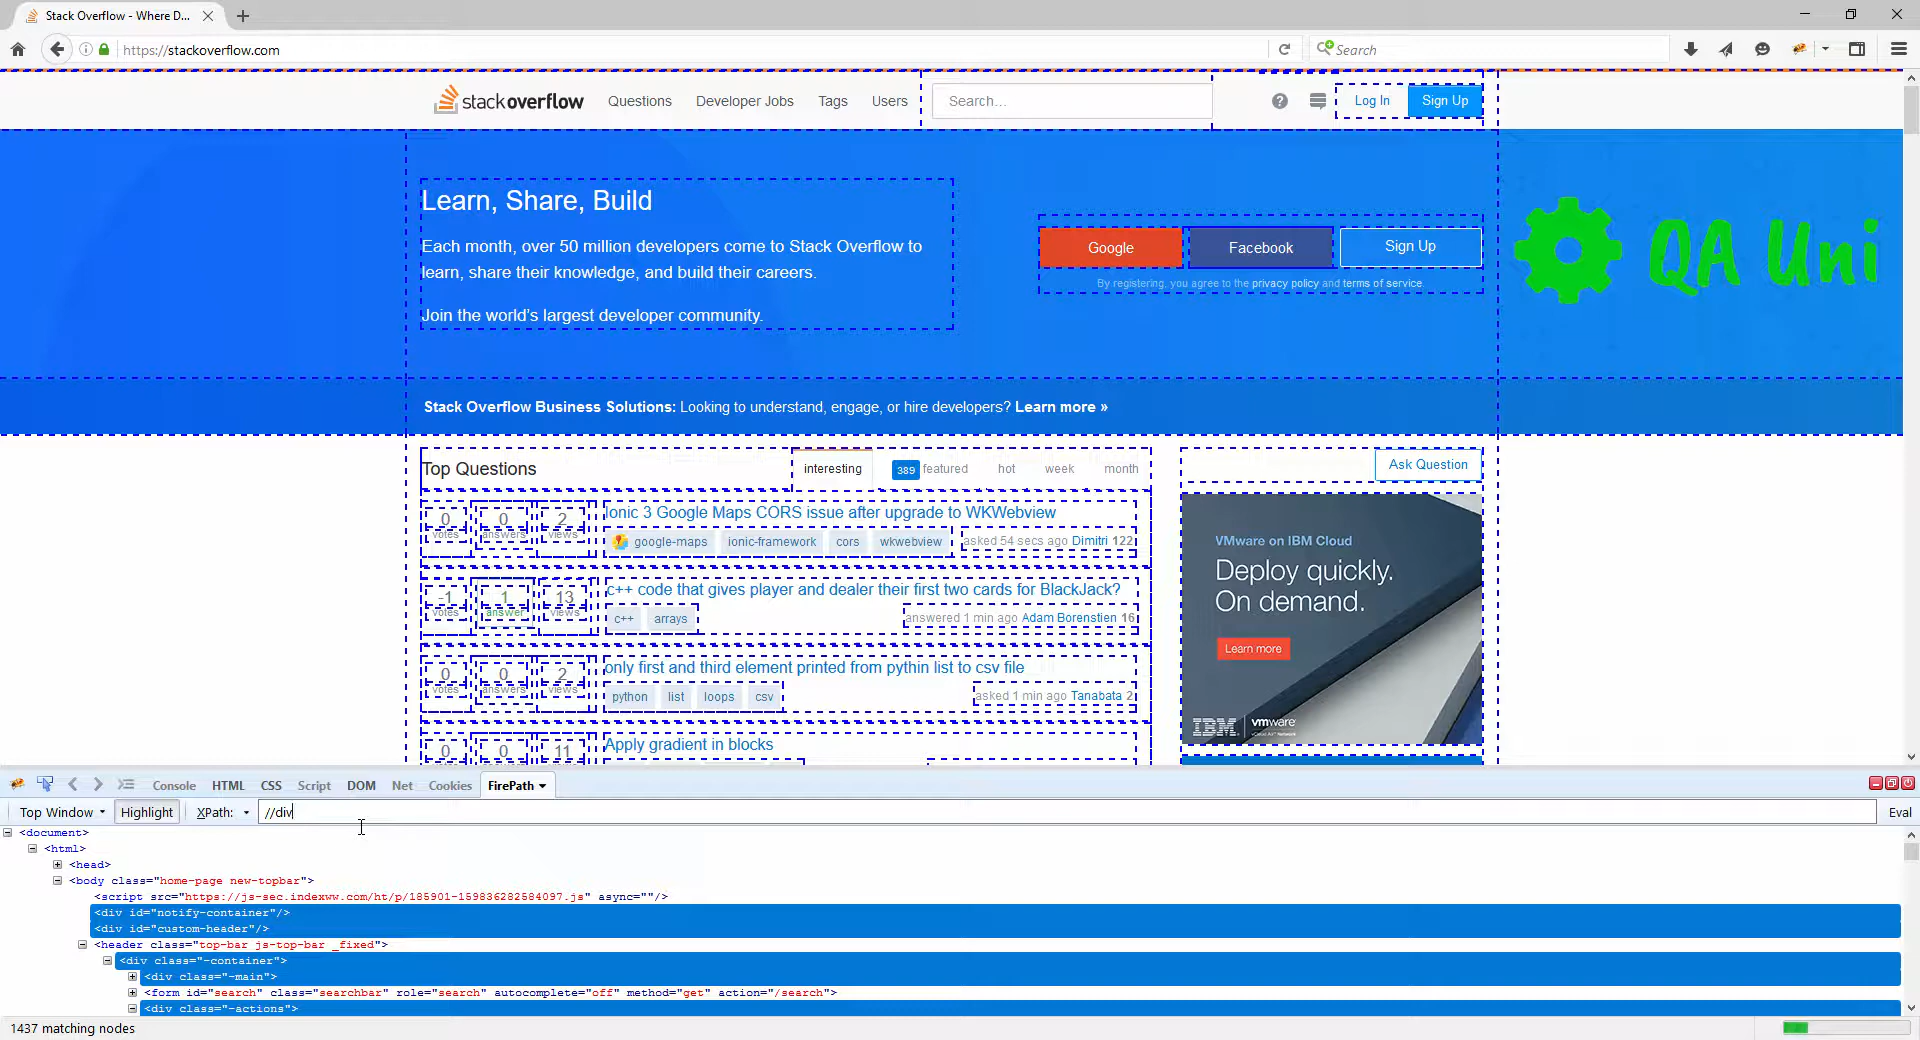 Stack Overflow - Where D...
https://stackoverflow.com
Search
stackoverflow Questions Developer Jobs Tags Users Search... Log In Sign Up
Learn, Share, Build
Each month, over 50 million developers come to Stack Overflow to
learn, share their knowledge, and build their careers.
Join the world's largest developer community.
Google Facebook Sign Up
By registering, you agree to the privacy policy and terms of service.
QA Uni
Stack Overflow Business Solutions: Looking to understand, engage, or hire developers? Learn more »
Top Questions interesting 389 featured hot week month
Ask Question
0 0 2 Ionic 3 Google Maps CORS issue after upgrade to WKWebview
votes answers views google-maps ionic-framework cors wkwebview asked 54 secs ago Dimitri 122
-1 1 13 c++ code that gives player and dealer their first two cards for BlackJack?
votes answer views c++ arrays answered 1 min ago Adam Borenstien 16
0 0 2 only first and third element printed from pythin list to csv file
votes answers views python list loops csv asked 1 min ago Tanabata 2
0 0 11 Apply gradient in blocks
VMware on IBM Cloud
Deploy quickly.
On demand.
Learn more
IBM vmware
vCloud Air Network
Console HTML CSS Script DOM Net Cookies FirePath
Top Window Highlight XPath: //div Eval
<document>
<html>
<head>
<body class="home-page new-topbar">
<script src="https://js-sec.indexww.com/ht/p/185901-159836282584097.js" async=""/>
<div id="notify-container"/>
<div id="custom-header"/>
<header class="top-bar js-top-bar _fixed">
<div class="-container">
<div class="-main">
<form id="search" class="searchbar" role="search" autocomplete="off" method="get" action="/search">
<div class="-actions">
1437 matching nodes